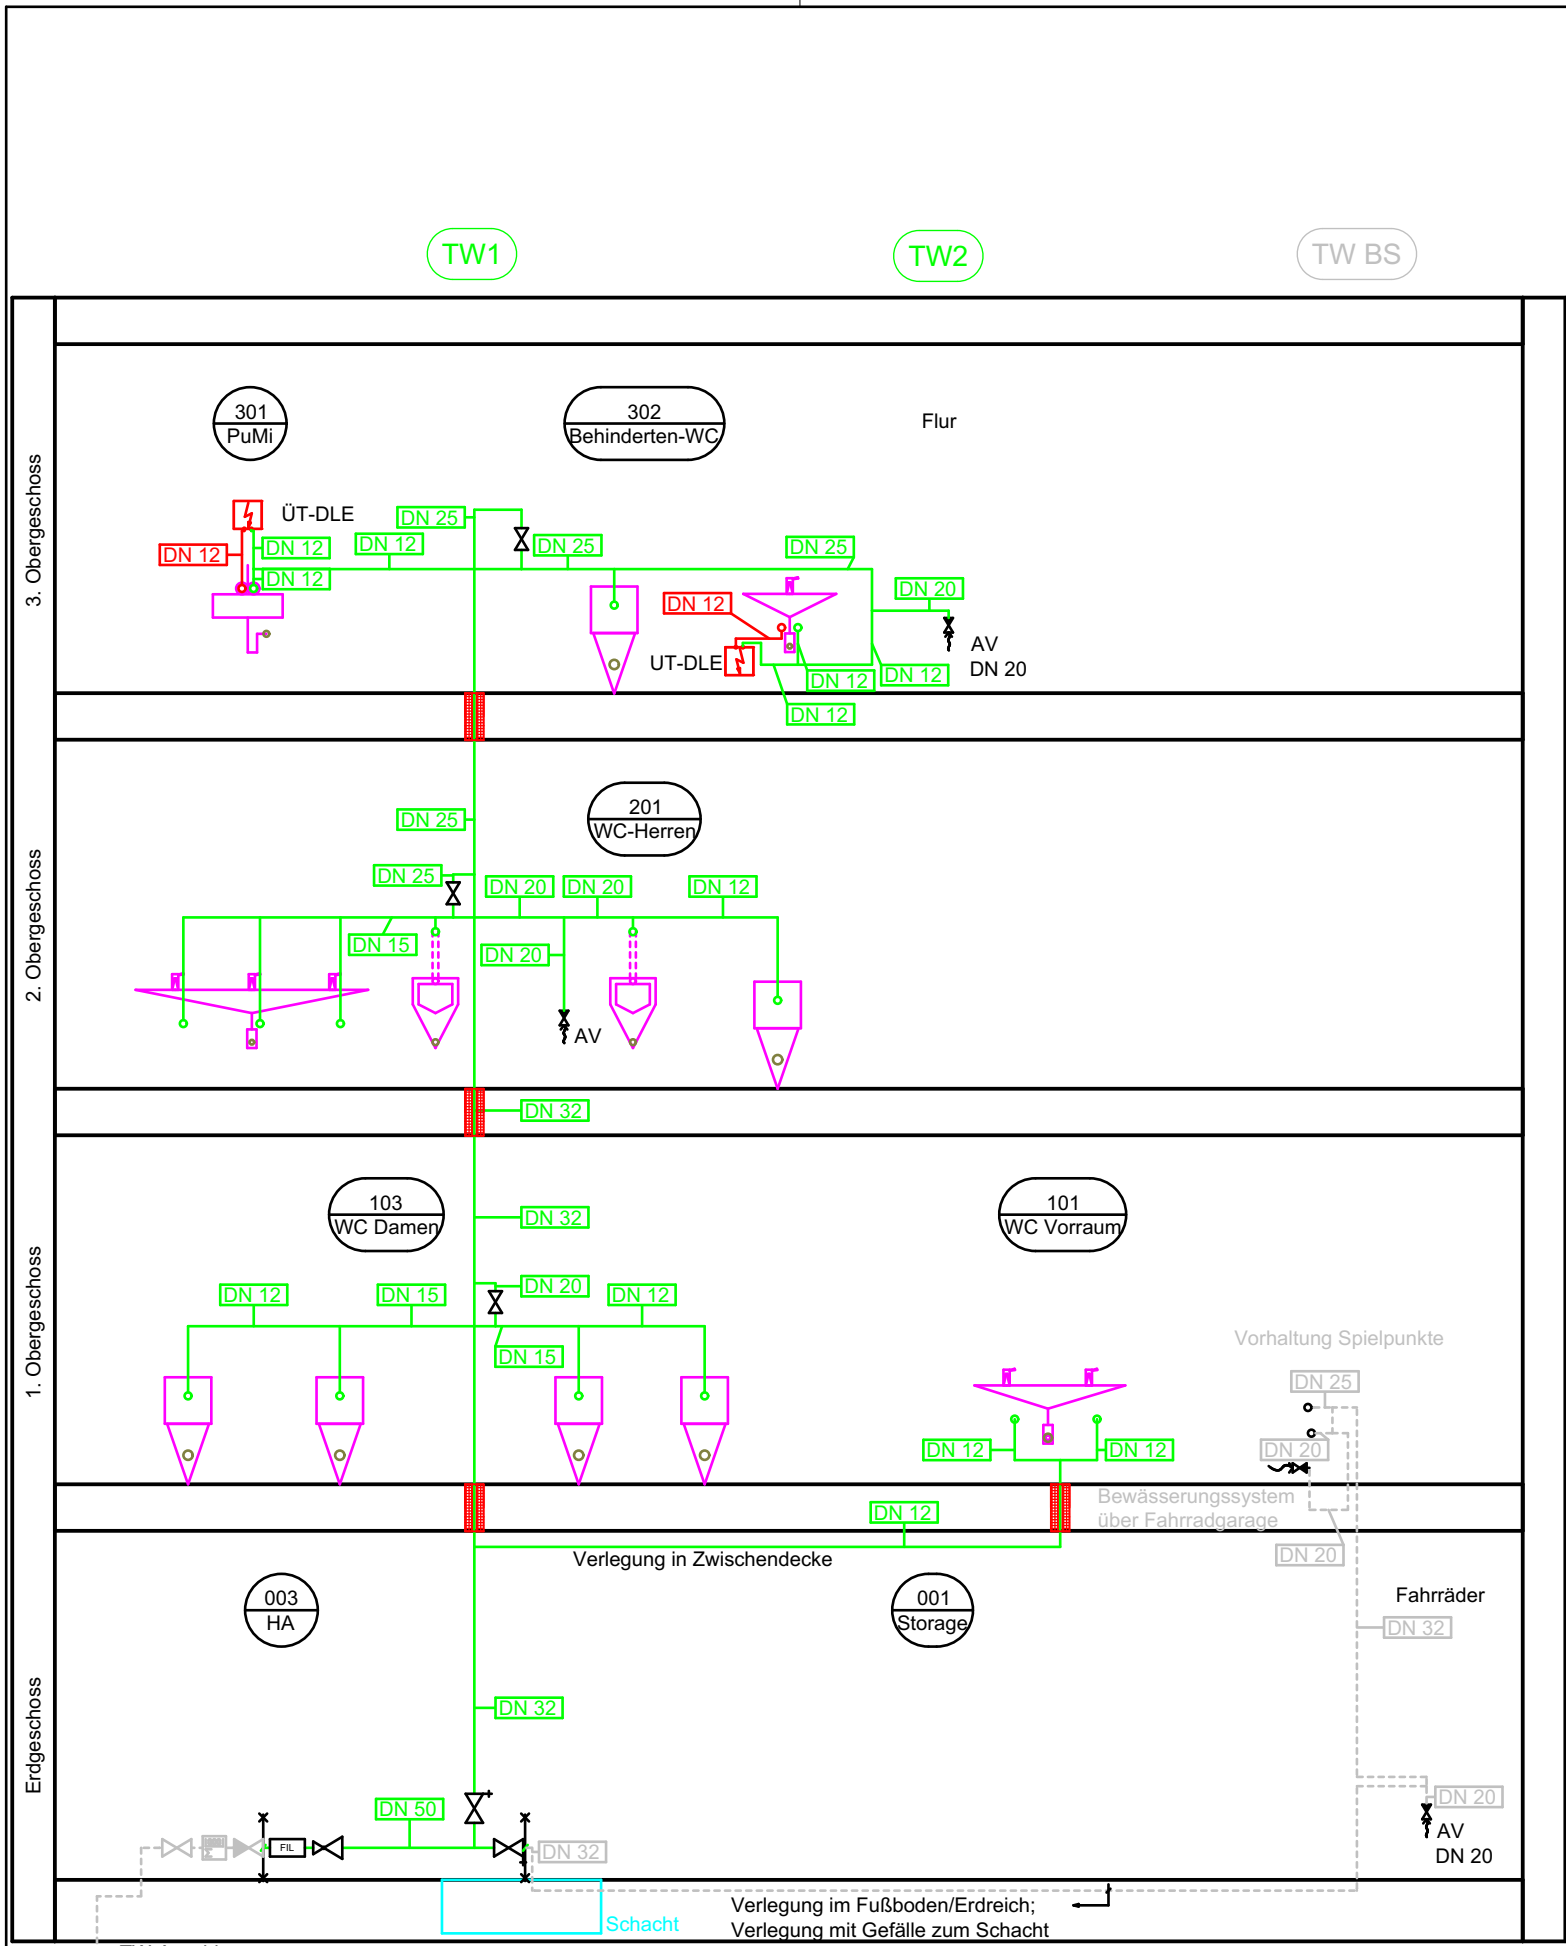 TW1
TW2
TW BS
3. Obergeschoss
301
PuMi
302
Behinderten-WC
Flur
ÜT-DLE
DN 25
DN 12
DN 12
DN 12
DN 25
DN 25
DN 12
DN 20
DN 12
AV
DN 20
UT-DLE
DN 12
DN 12
DN 12
2. Obergeschoss
201
WC-Herren
DN 25
DN 25
DN 20
DN 20
DN 12
DN 15
DN 20
AV
DN 32
1. Obergeschoss
103
WC Damen
101
WC Vorraum
DN 32
DN 20
DN 12
DN 15
DN 12
DN 15
Vorhaltung Spielpunkte
DN 25
DN 12
DN 12
DN 20
Bewässerungssystem
über Fahrradgarage
DN 12
DN 20
Verlegung in Zwischendecke
Erdgeschoss
003
HA
001
Storage
Fahrräder
DN 32
DN 32
DN 50
DN 20
AV
DN 20
FIL
DN 32
Schacht
Verlegung im Fußboden/Erdreich;
Verlegung mit Gefälle zum Schacht